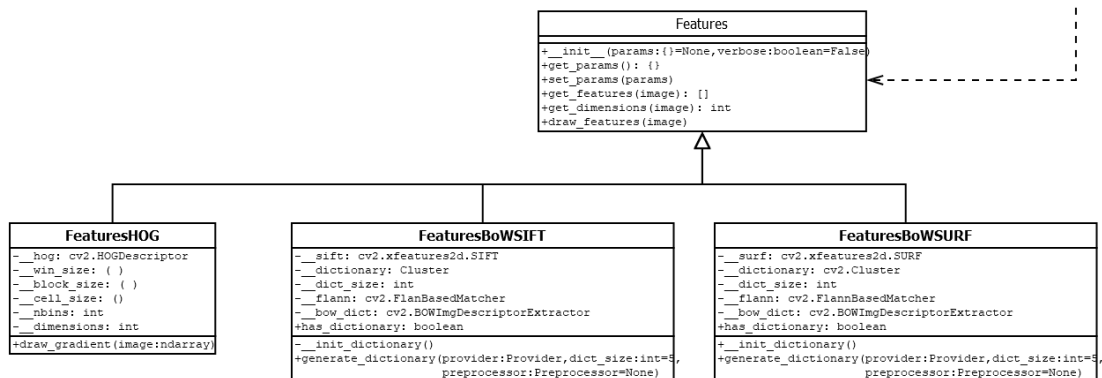 Features
+__init__(params:{}=None,verbose:boolean=False)
+get_params(): {}
+set_params(params)
+get_features(image): []
+get_dimensions(image): int
+draw_features(image)
FeaturesHOG
-__hog: cv2.HOGDescriptor
-__win_size: ( )
-__block_size: ( )
-__cell_size: ()
-__nbins: int
-__dimensions: int
+draw_gradient(image:ndarray)
FeaturesBoWSIFT
-__sift: cv2.xfeatures2d.SIFT
-__dictionary: Cluster
-__dict_size: int
-__flann: cv2.FlanBasedMatcher
-__bow_dict: cv2.BOWImgDescriptorExtractor
+has_dictionary: boolean
-__init_dictionary()
+generate_dictionary(provider:Provider,dict_size:int=5,
preprocessor:Preprocessor=None)
FeaturesBoWSURF
-__surf: cv2.xfeatures2d.SURF
-__dictionary: cv2.Cluster
-__dict_size: int
-__flann: cv2.FlannBasedMatcher
-__bow_dict: cv2.BOWImgDescriptorExtractor
+has_dictionary: boolean
+__init_dictionary()
+generate_dictionary(provider:Provider,dict_size:int=5,
preprocessor:Preprocessor=None)